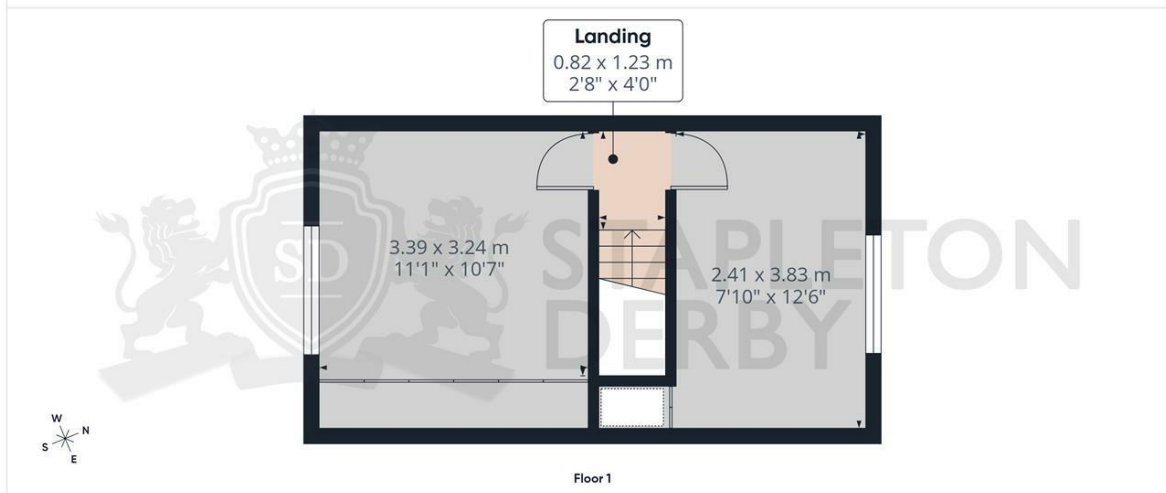 Landing
0.82 x 1.23 m
2'8" x 4'0"
3.39 x 3.24 m
11'1" x 10'7"
2.41 x 3.83 m
7'10" x 12'6"
SD
STAPLETON
DERBY
W
N
S
E
Floor 1